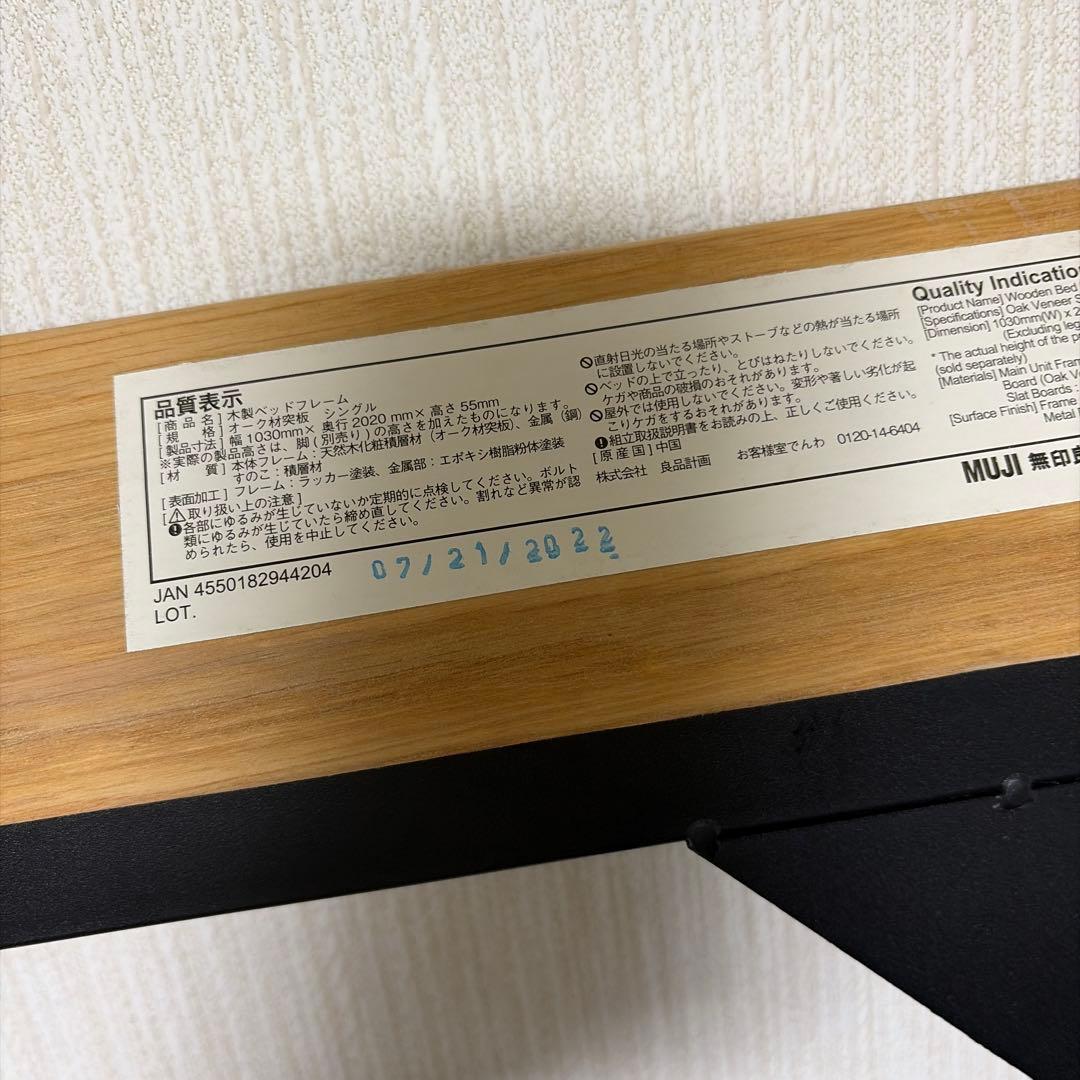 品質表示
[商 品 名] 木製ベッドフレーム
[規 格] オーク材突板 シングル
[製品寸法] 幅 1030mm× 奥行 2020 mm× 高さ 55mm
※実際の製品高さは、脚 (別売り) の高さを加えたものになります。
[材 質] 本体フレーム:天然木化粧積層材 (オーク材突板)、金属 (鋼)
すのこ:積層材
[表面加工] フレーム:ラッカー塗装、金属部:エポキシ樹脂粉体塗装
[⚠取り扱い上の注意]
各部にゆるみが生じていないか定期的に点検してください。ボルト
類にゆるみが生じていたら締め直してください。割れなど異常が認
められたら、使用を中止してください。
直射日光の当たる場所やストーブなどの熱が当たる場所
に設置しないでください。
ベッドの上で立ったり、とびはねたりしないでください。
ケガや商品の破損のおそれがあります。
屋外では使用しないでください。変形や著しい劣化が起
こりケガをするおそれがあります。
組立取扱説明書をお読みの上、正しくご使用ください。
[原 産 国] 中国
株式会社 良品計画 お客様室でんわ 0120-14-6404
Quality Indication
[Product Name] Wooden Bed
[Specifications] Oak Veneer S
[Dimension] 1030mm(W) x 2
(Excluding leg
* The actual height of the p
(sold separately)
[Materials] Main Unit Fram
Board (Oak Ve
Slat Boards :
[Surface Finish] Frame
Metal
MUJI 無印良
JAN 4550182944204
07/21/2022
LOT.